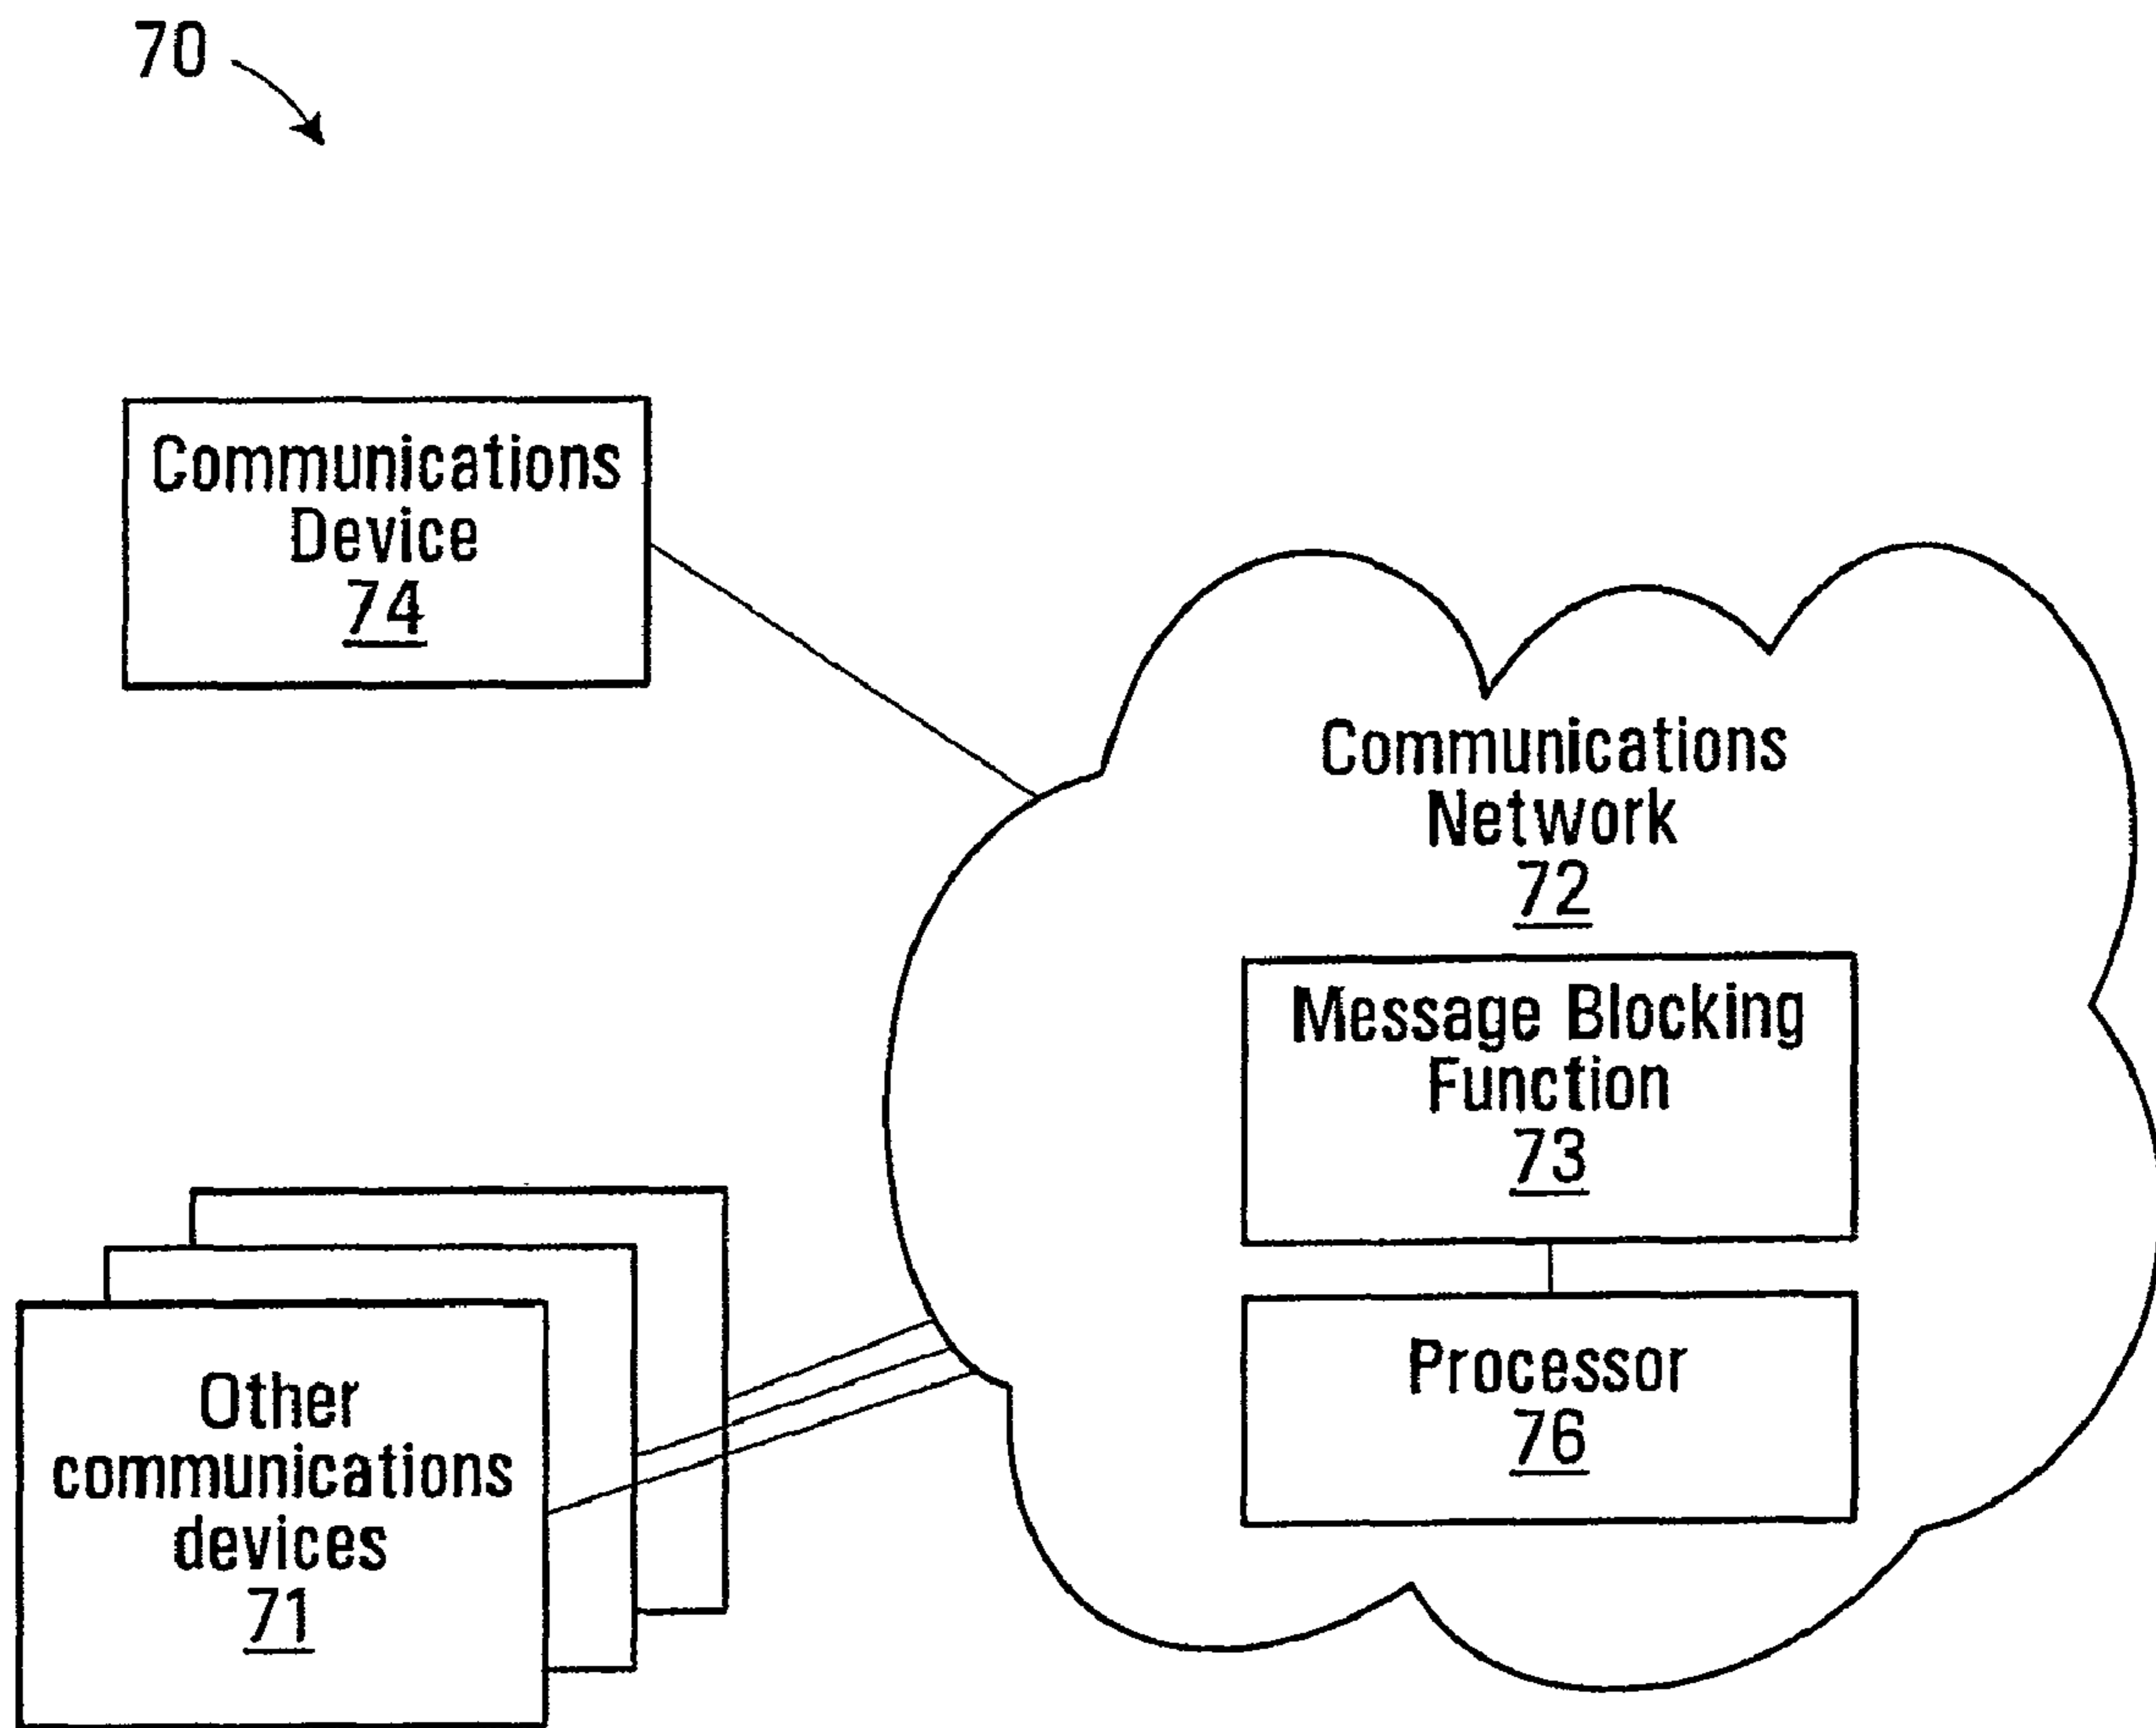 70
Communications
Device
74
Communications
Network
72
Message Blocking
Function
73
Processor
76
Other
communications
devices
71